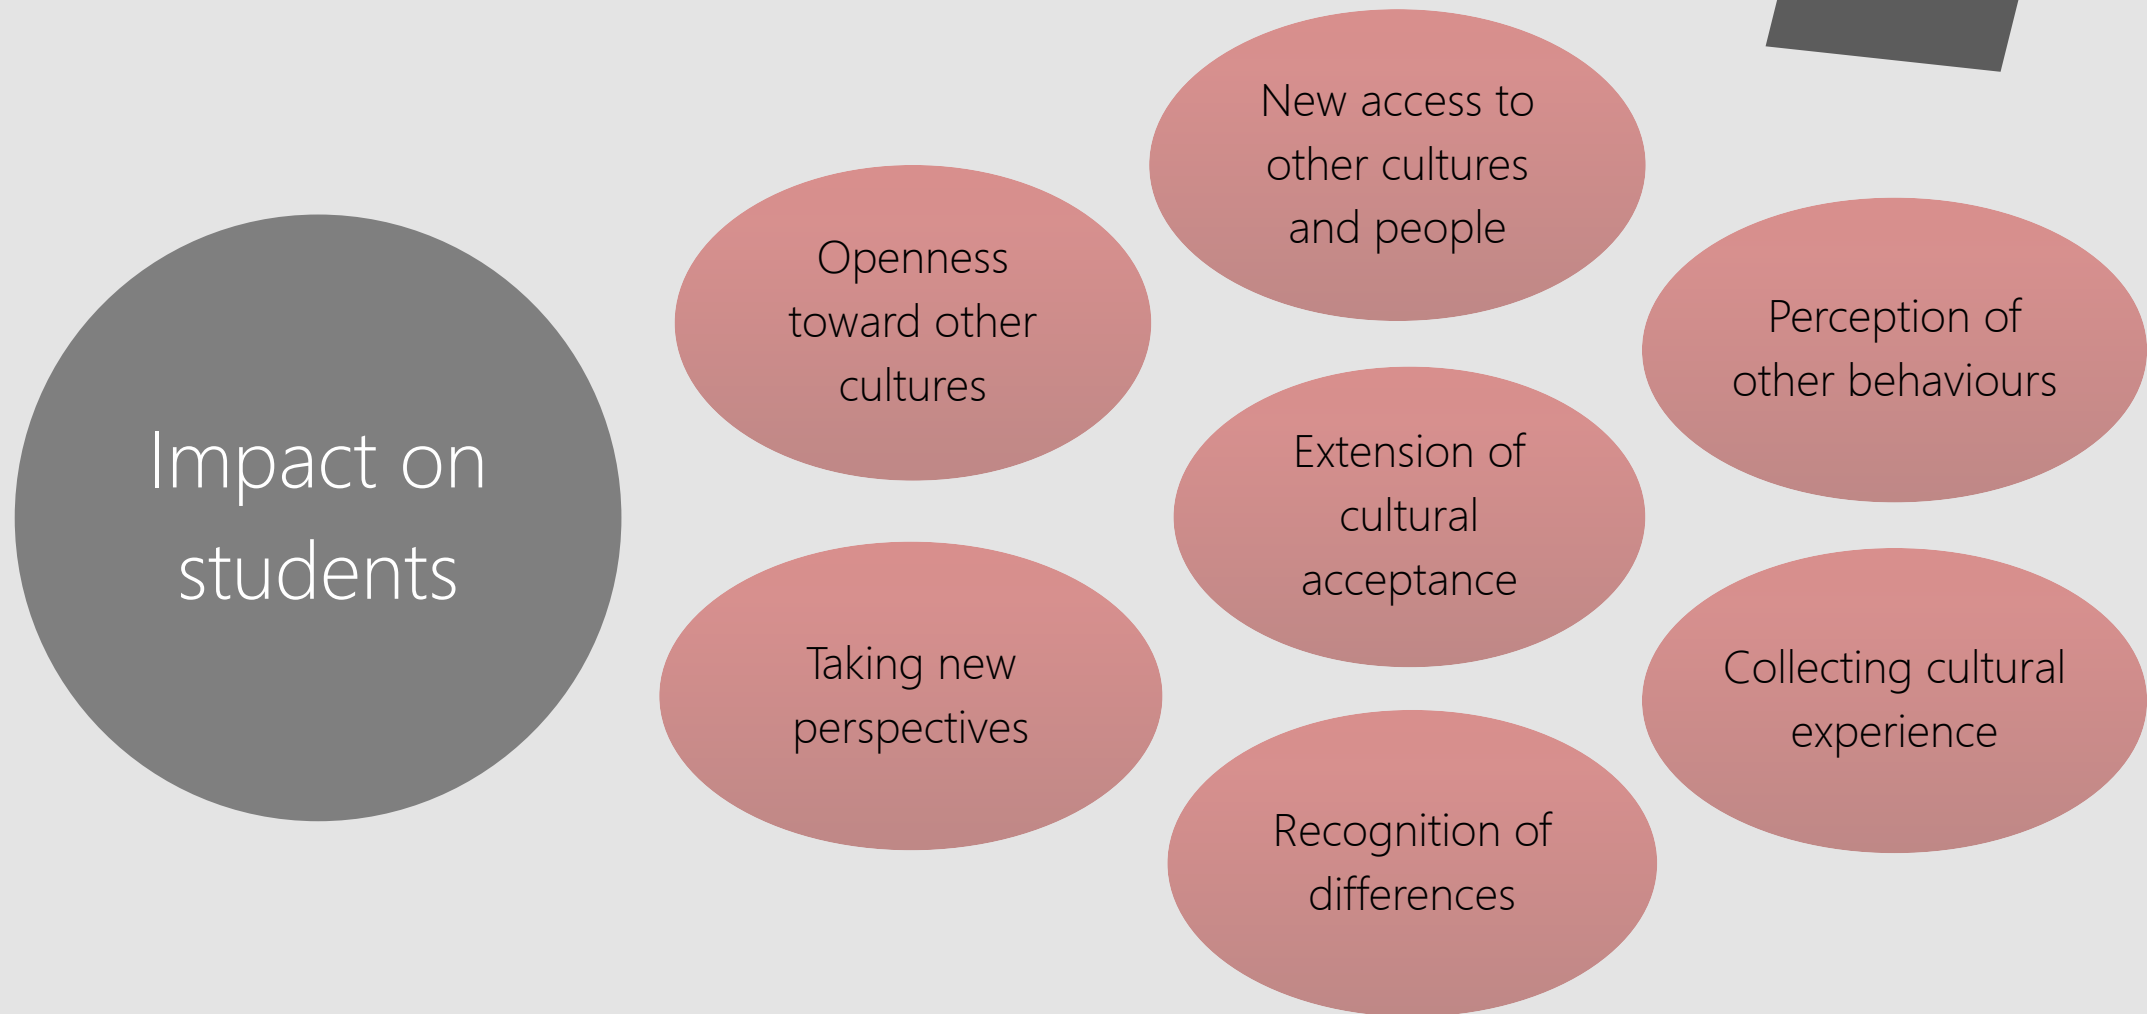 Impact on
students
Openness
toward other
cultures
Taking new
perspectives
New access to
other cultures
and people
Extension of
cultural
acceptance
Recognition of
differences
Perception of
other behaviours
Collecting cultural
experience